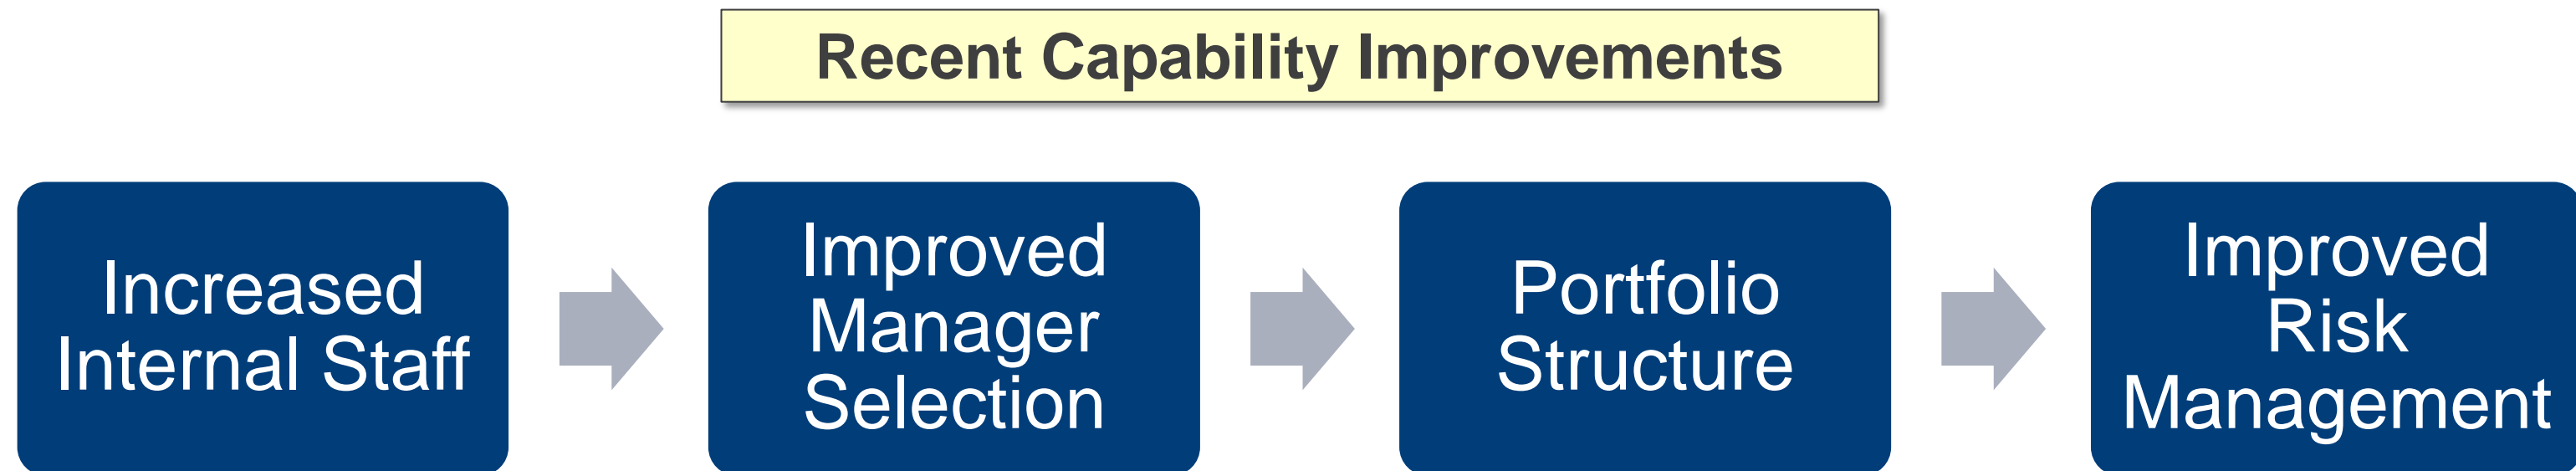 Recent Capability Improvements
Increased
Internal Staff
Improved
Manager
Selection
Portfolio
Structure
Improved
Risk
Management